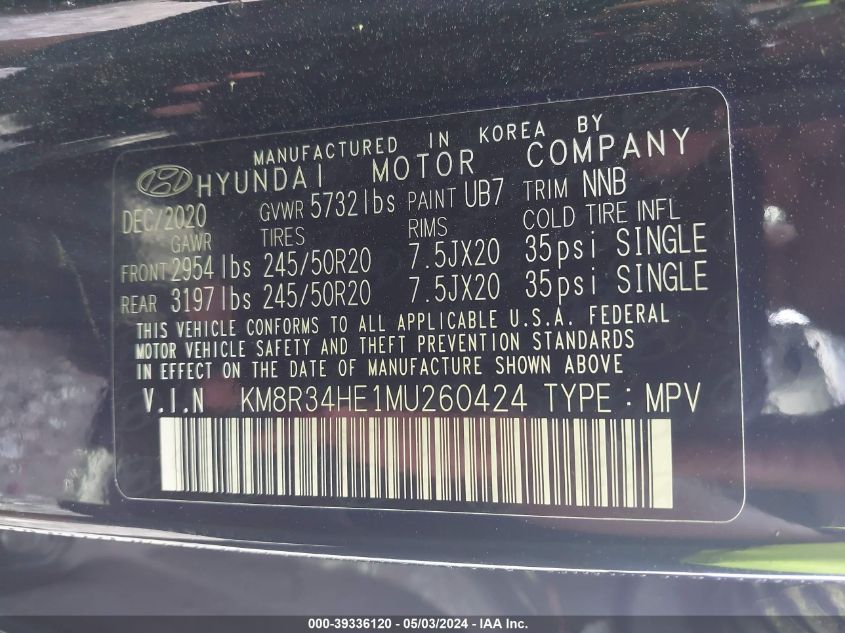 MANUFACTURED IN KOREA BY
HYUNDAI MOTOR COMPANY
DEC/2020 GVWR 5732lbs PAINT UB7 TRIM NNB
GAWR TIRES RIMS COLD TIRE INFL
FRONT 2954lbs 245/50R20 7.5JX20 35psi SINGLE
REAR 3197lbs 245/50R20 7.5JX20 35psi SINGLE
THIS VEHICLE CONFORMS TO ALL APPLICABLE U.S.A. FEDERAL
MOTOR VEHICLE SAFETY AND THEFT PREVENTION STANDARDS
IN EFFECT ON THE DATE OF MANUFACTURE SHOWN ABOVE
V.I.N KM8R34HE1MU260424 TYPE : MPV
000-39336120 - 05/03/2024 - IAA Inc.